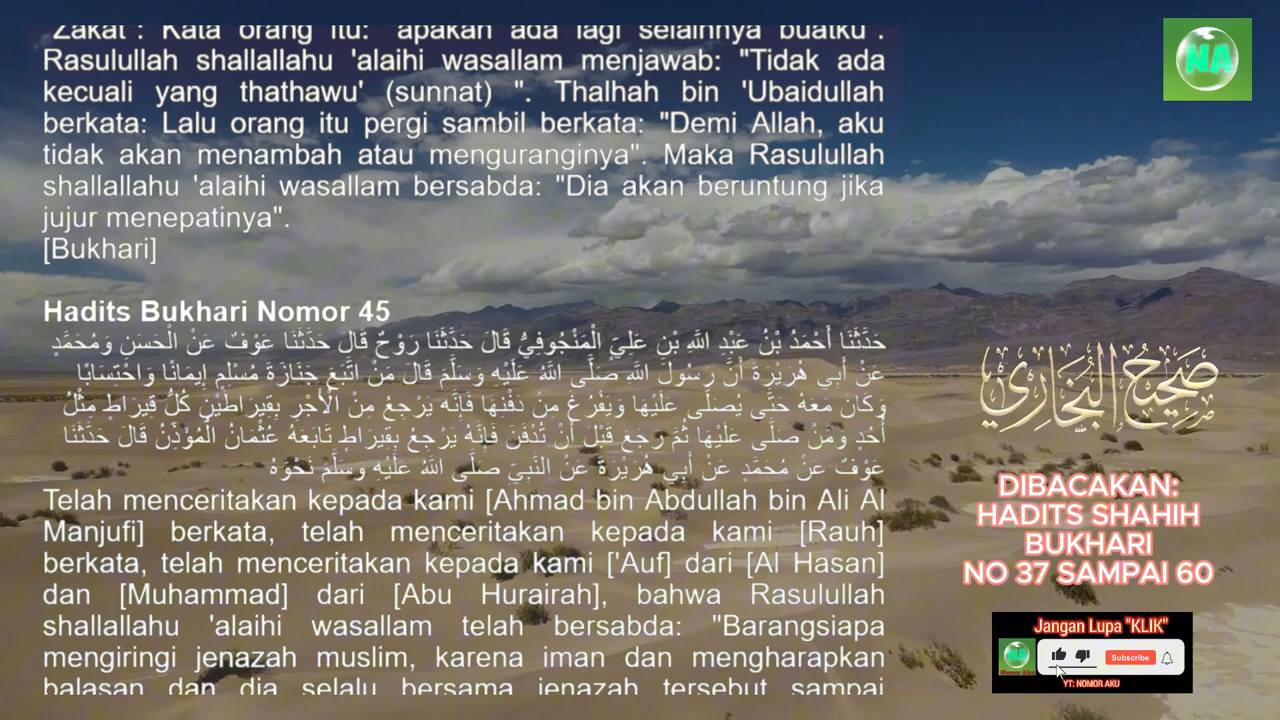 "Zakat". Kata orang itu: "apakah ada lagi selainnya buatku".
Rasulullah shallallahu 'alaihi wasallam menjawab: "Tidak ada
kecuali yang thathawu' (sunnat) ". Thalhah bin 'Ubaidullah
berkata: Lalu orang itu pergi sambil berkata: "Demi Allah, aku
tidak akan menambah atau menguranginya". Maka Rasulullah
shallallahu 'alaihi wasallam bersabda: "Dia akan beruntung jika
jujur menepatinya".
[Bukhari]
Hadits Bukhari Nomor 45
حَدَّثَنَا أَحْمَدُ بْنُ عَبْدِ اللَّهِ بْنِ عَلِيٍّ الْمَنْجُوفِيُّ قَالَ حَدَّثَنَا رَوْحٌ قَالَ حَدَّثَنَا عَوْفٌ عَنْ الْحَسَنِ وَمُحَمَّدٍ
عَنْ أَبِي هُرَيْرَةَ أَنَّ رَسُولَ اللَّهِ صَلَّى اللَّهُ عَلَيْهِ وَسَلَّمَ قَالَ مَنْ اتَّبَعَ جَنَازَةَ مُسْلِمٍ إِيمَانًا وَاحْتِسَابًا
وَكَانَ مَعَهُ حَتَّى يُصَلَّى عَلَيْهَا وَيَفْرُغَ مِنْ دَفْنِهَا فَإِنَّهُ يَرْجِعُ مِنْ الْأَجْرِ بِقِيرَاطَيْنِ كُلُّ قِيرَاطٍ مِثْلُ
أُحُدٍ وَمَنْ صَلَّى عَلَيْهَا ثُمَّ رَجَعَ قَبْلَ أَنْ تُدْفَنَ فَإِنَّهُ يَرْجِعُ بِقِيرَاطٍ تَابَعَهُ عُثْمَانُ الْمُؤَذِّنُ قَالَ حَدَّثَنَا
عَوْفٌ عَنْ مُحَمَّدٍ عَنْ أَبِي هُرَيْرَةَ عَنْ النَّبِيِّ صَلَّى اللَّهُ عَلَيْهِ وَسَلَّمَ نَحْوَهُ
Telah menceritakan kepada kami [Ahmad bin Abdullah bin Ali Al
Manjufi] berkata, telah menceritakan kepada kami [Rauh]
berkata, telah menceritakan kepada kami ['Auf] dari [Al Hasan]
dan [Muhammad] dari [Abu Hurairah], bahwa Rasulullah
shallallahu 'alaihi wasallam telah bersabda: "Barangsiapa
mengiringi jenazah muslim, karena iman dan mengharapkan
balasan dan dia selalu bersama jenazah tersebut sampai
NA
صَحِيحُ الْبُخَارِيِّ
DIBACAKAN:
HADITS SHAHIH
BUKHARI
NO 37 SAMPAI 60
Jangan Lupa "KLIK"
NA
Subscribe
YT: NOMOR AKU